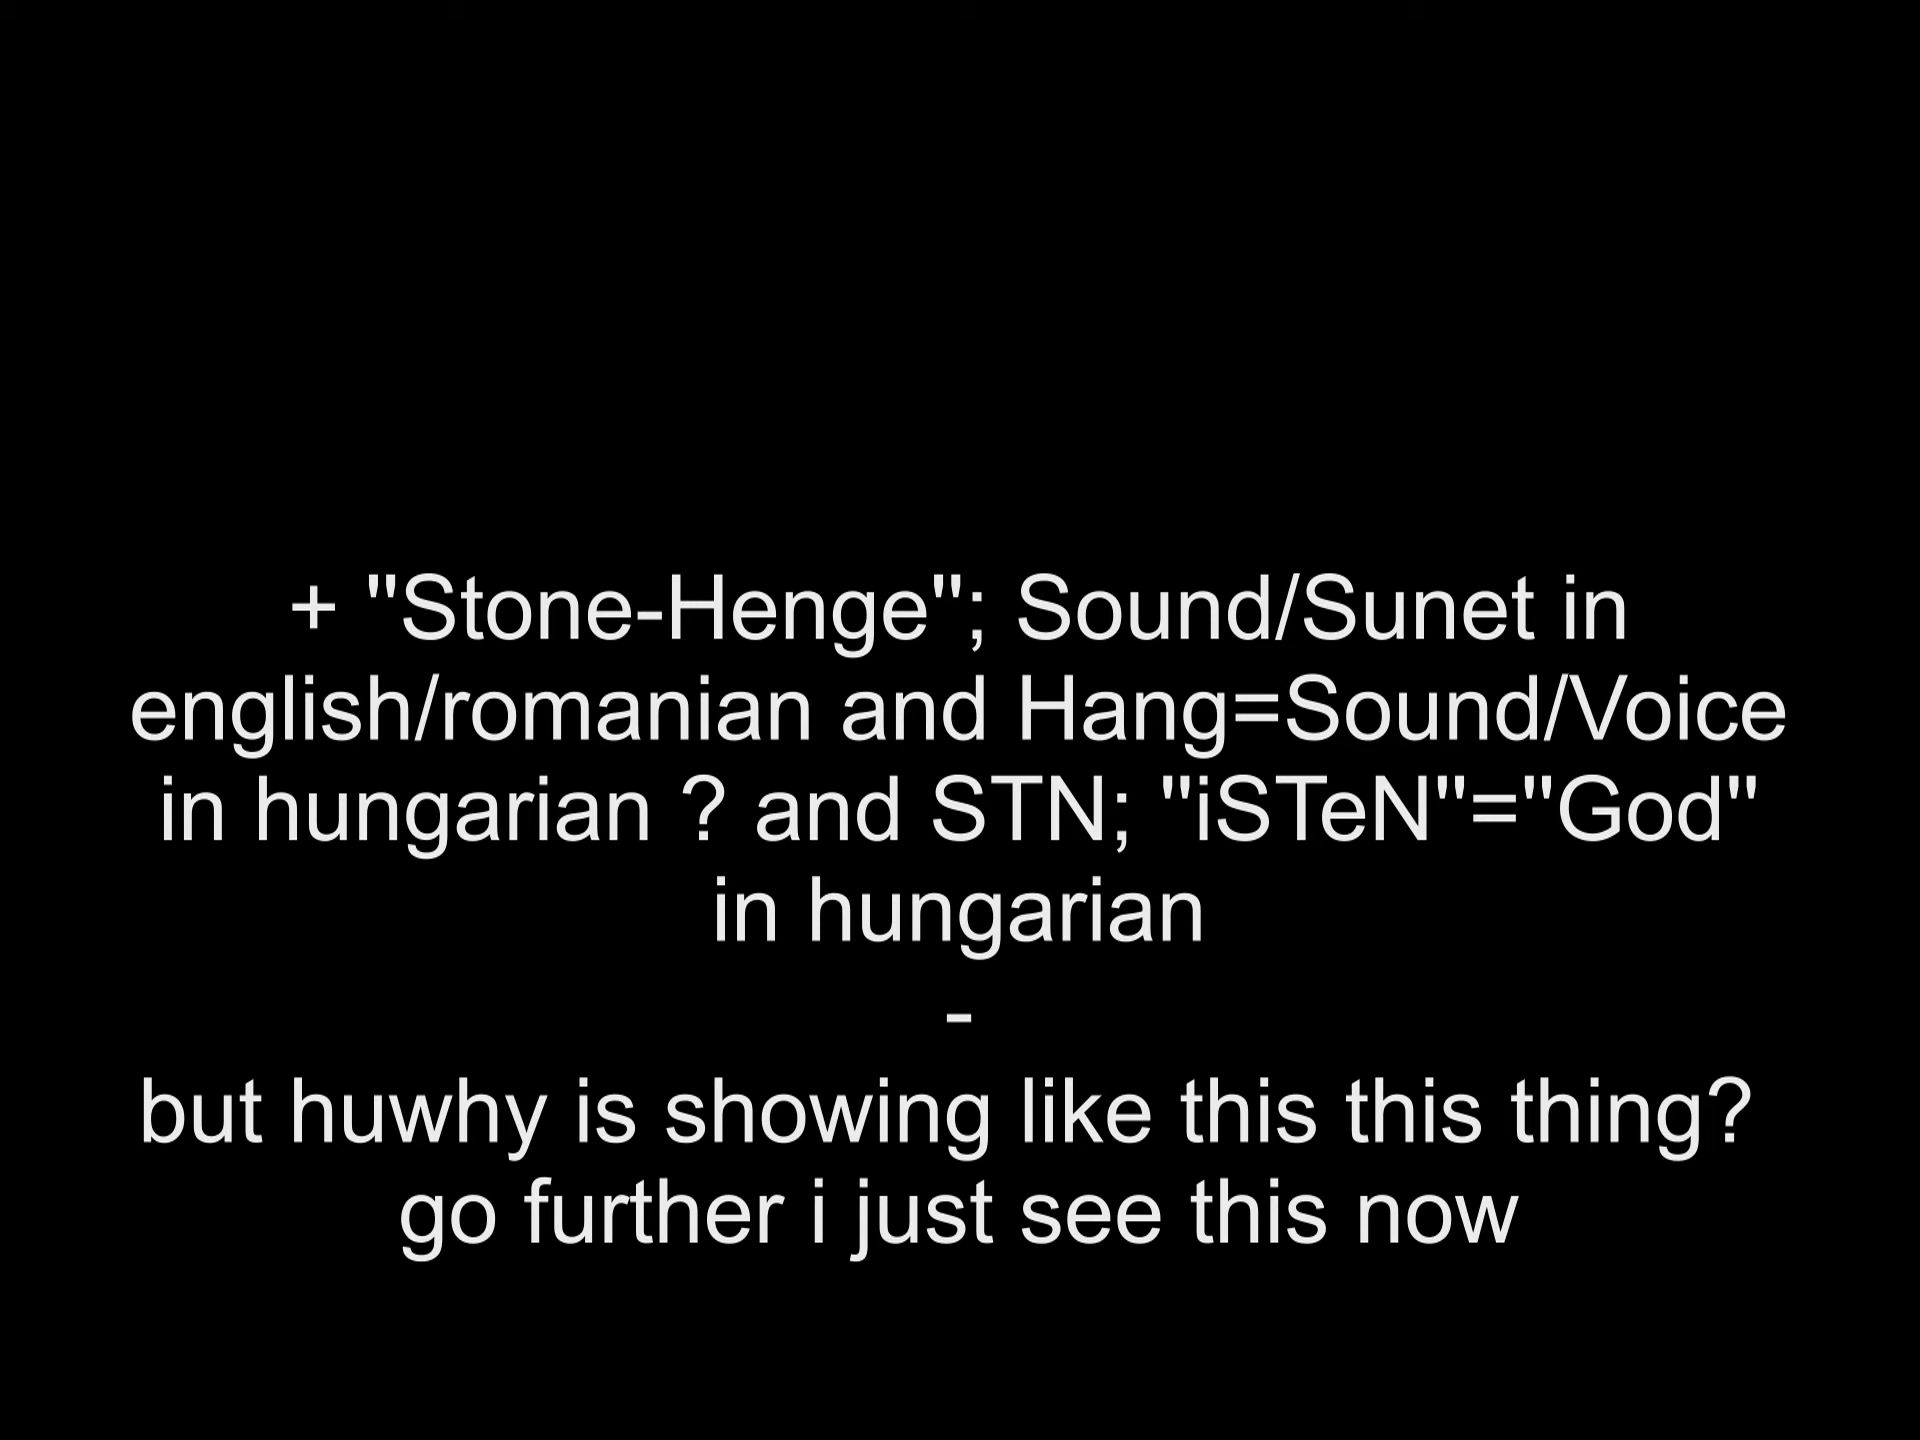 + "Stone-Henge"; Sound/Sunet in
english/romanian and Hang=Sound/Voice
in hungarian ? and STN; "iSTeN"="God"
in hungarian
-
but huwhy is showing like this this thing?
go further i just see this now